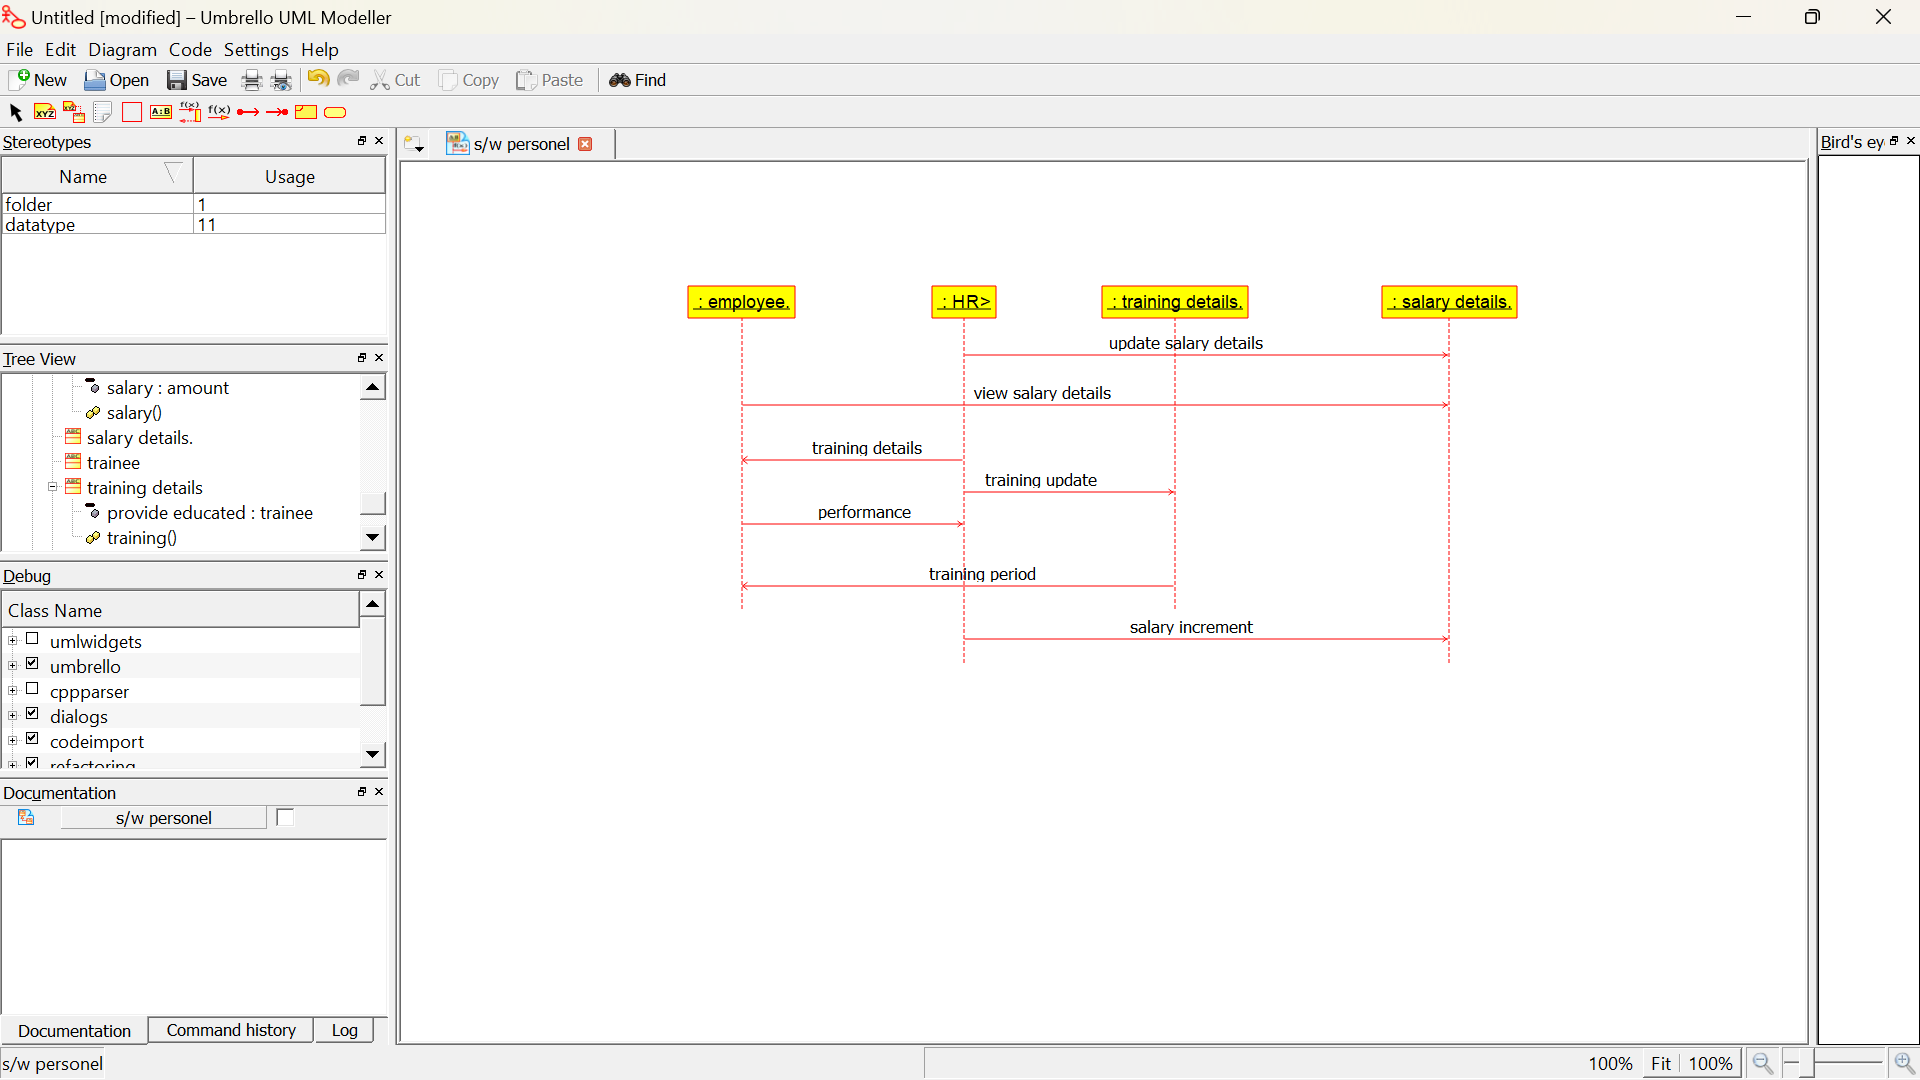 Untitled [modified] – Umbrello UML Modeller
File Edit Diagram Code Settings Help
New Open Save Cut Copy Paste Find
XYZ XYZ A:B f(x) f(x)
Stereotypes
Name Usage
folder 1
datatype 11
Tree View
salary : amount
salary()
salary details.
trainee
training details
provide educated : trainee
training()
Debug
Class Name
umlwidgets
umbrello
cppparser
dialogs
codeimport
refactoring
Documentation
s/w personel
Documentation Command history Log
s/w personel
s/w personel
: employee. : HR> : training details. : salary details.
update salary details
view salary details
training details
training update
performance
training period
salary increment
Bird's ey
100% Fit 100%